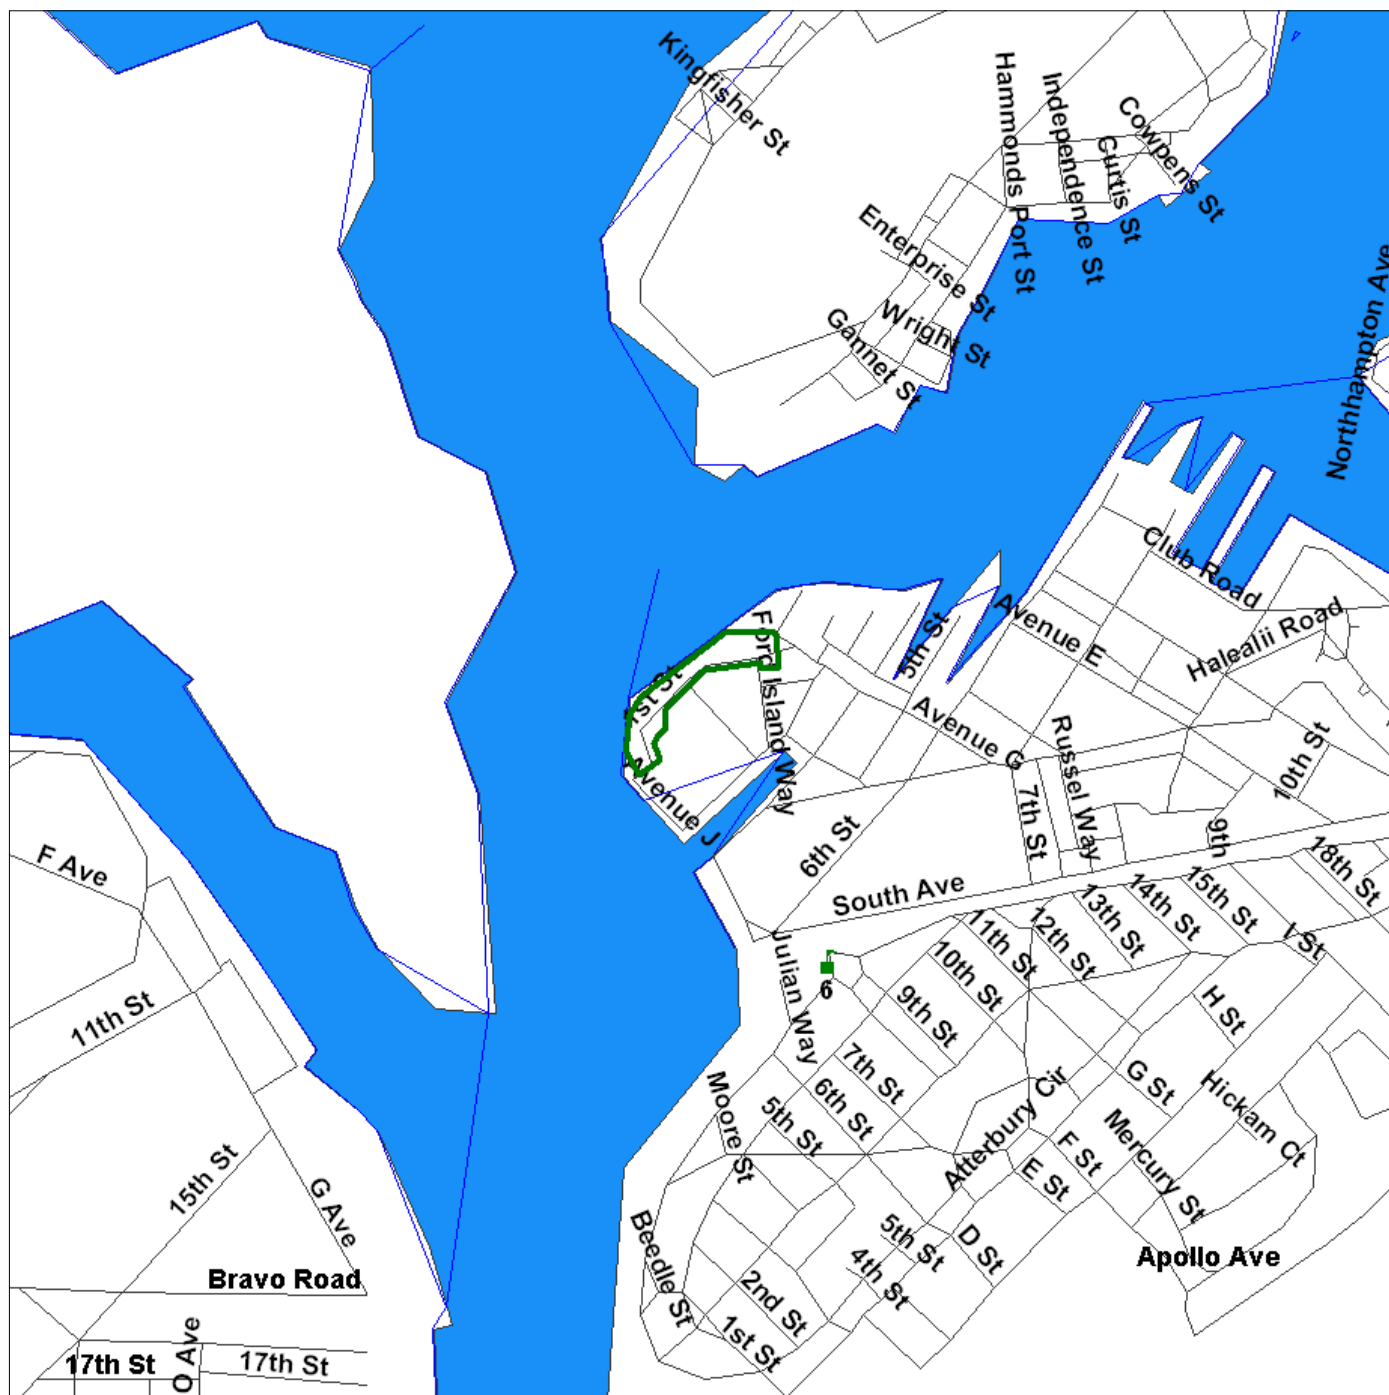 Kingfisher St
Hammonds Port St
Independence St
Curtis St
Cowpens St
Enterprise St
Wright St
Gannet St
Northhampton Ave
Club Road
Avenue E
Halealii Road
5th St
Ford Island Way
1st St
Avenue G
Russel Way
10th St
Avenue J
7th St
6th St
9th
18th St
F Ave
South Ave
15th St
14th St
13th St
12th St
11th St
I St
10th St
Julian Way
6
9th St
H St
11th St
7th St
6th St
5th St
Moore St
Atterbury Cir
G St
Hickam Ct
Mercury St
F St
E St
15th St
G Ave
Beedle St
5th St
4th St
D St
Apollo Ave
Bravo Road
2nd St
1st St
17th St
O Ave
17th St